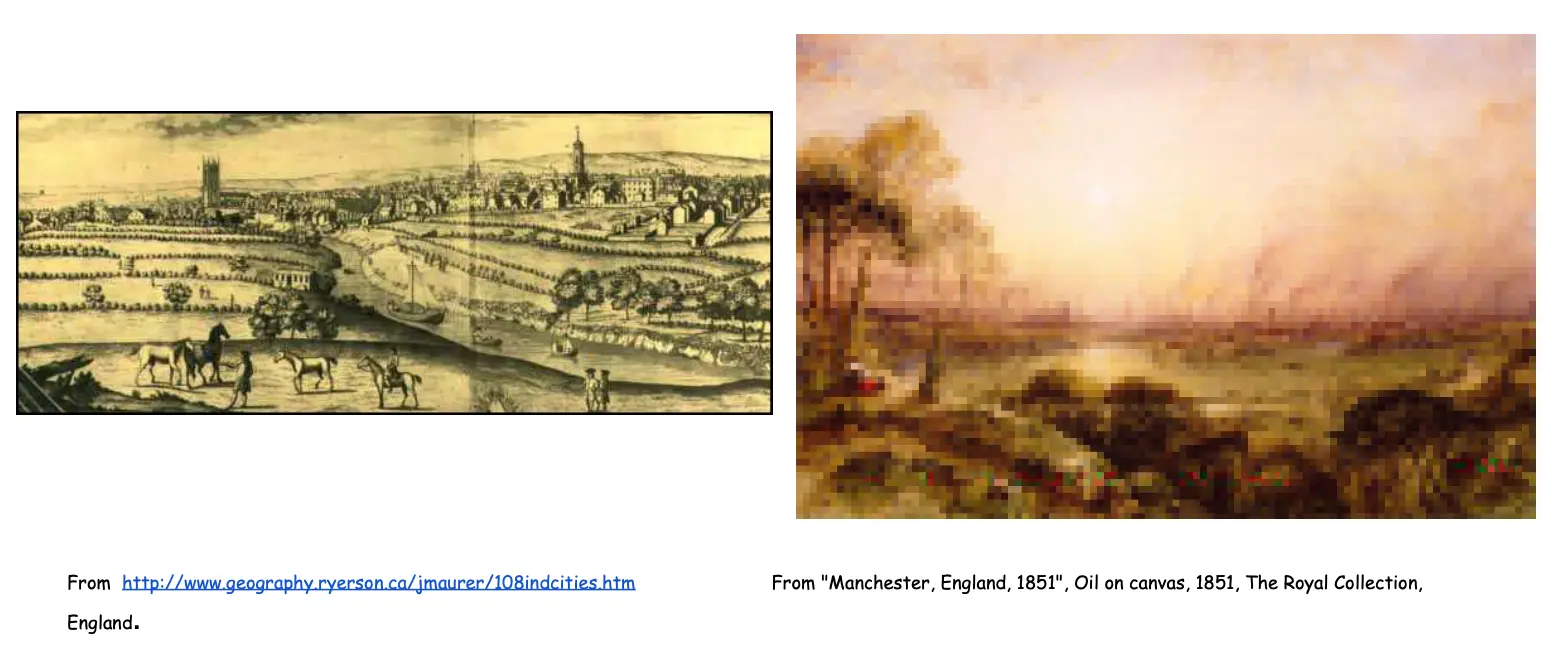 From http://www.geography.ryerson.ca/jmaurer/108indcities.htm From "Manchester, England, 1851", Oil on canvas, 1851, The Royal Collection,
England.